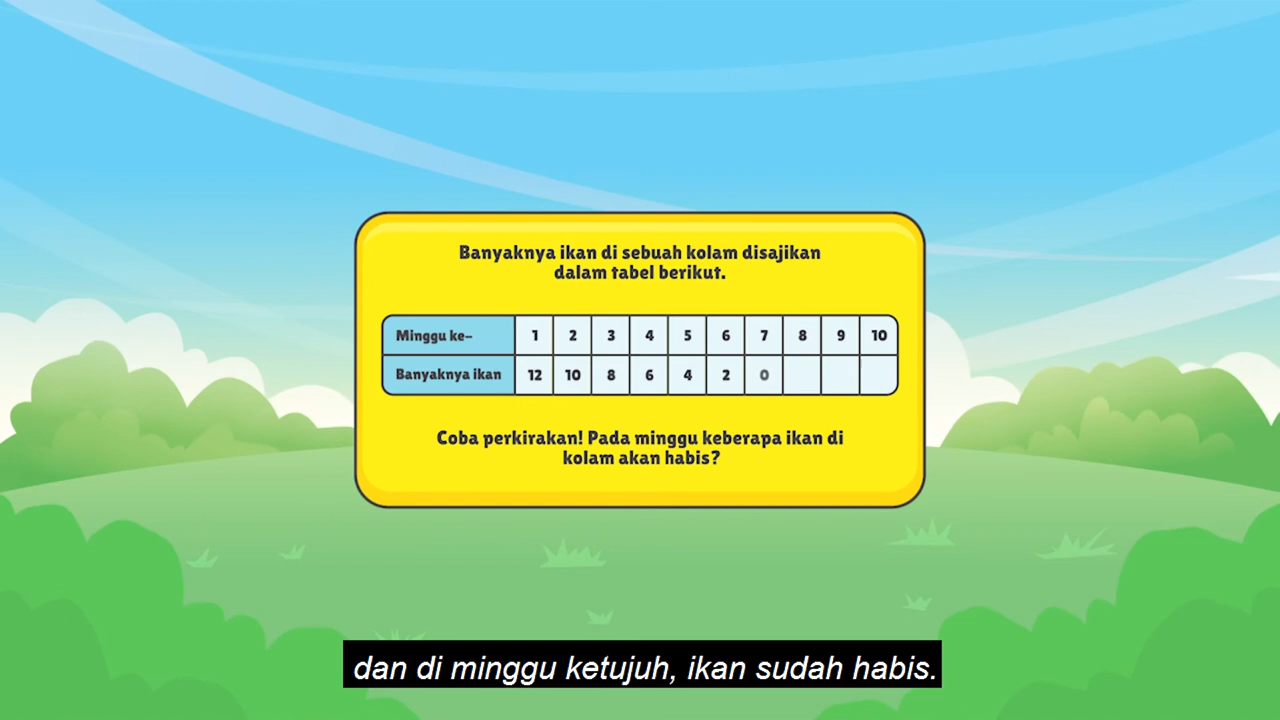 Banyaknya ikan di sebuah kolam disajikan
dalam tabel berikut.
Minggu ke- 1 2 3 4 5 6 7 8 9 10
Banyaknya ikan 12 10 8 6 4 2 0
Coba perkirakan! Pada minggu keberapa ikan di
kolam akan habis?
dan di minggu ketujuh, ikan sudah habis.